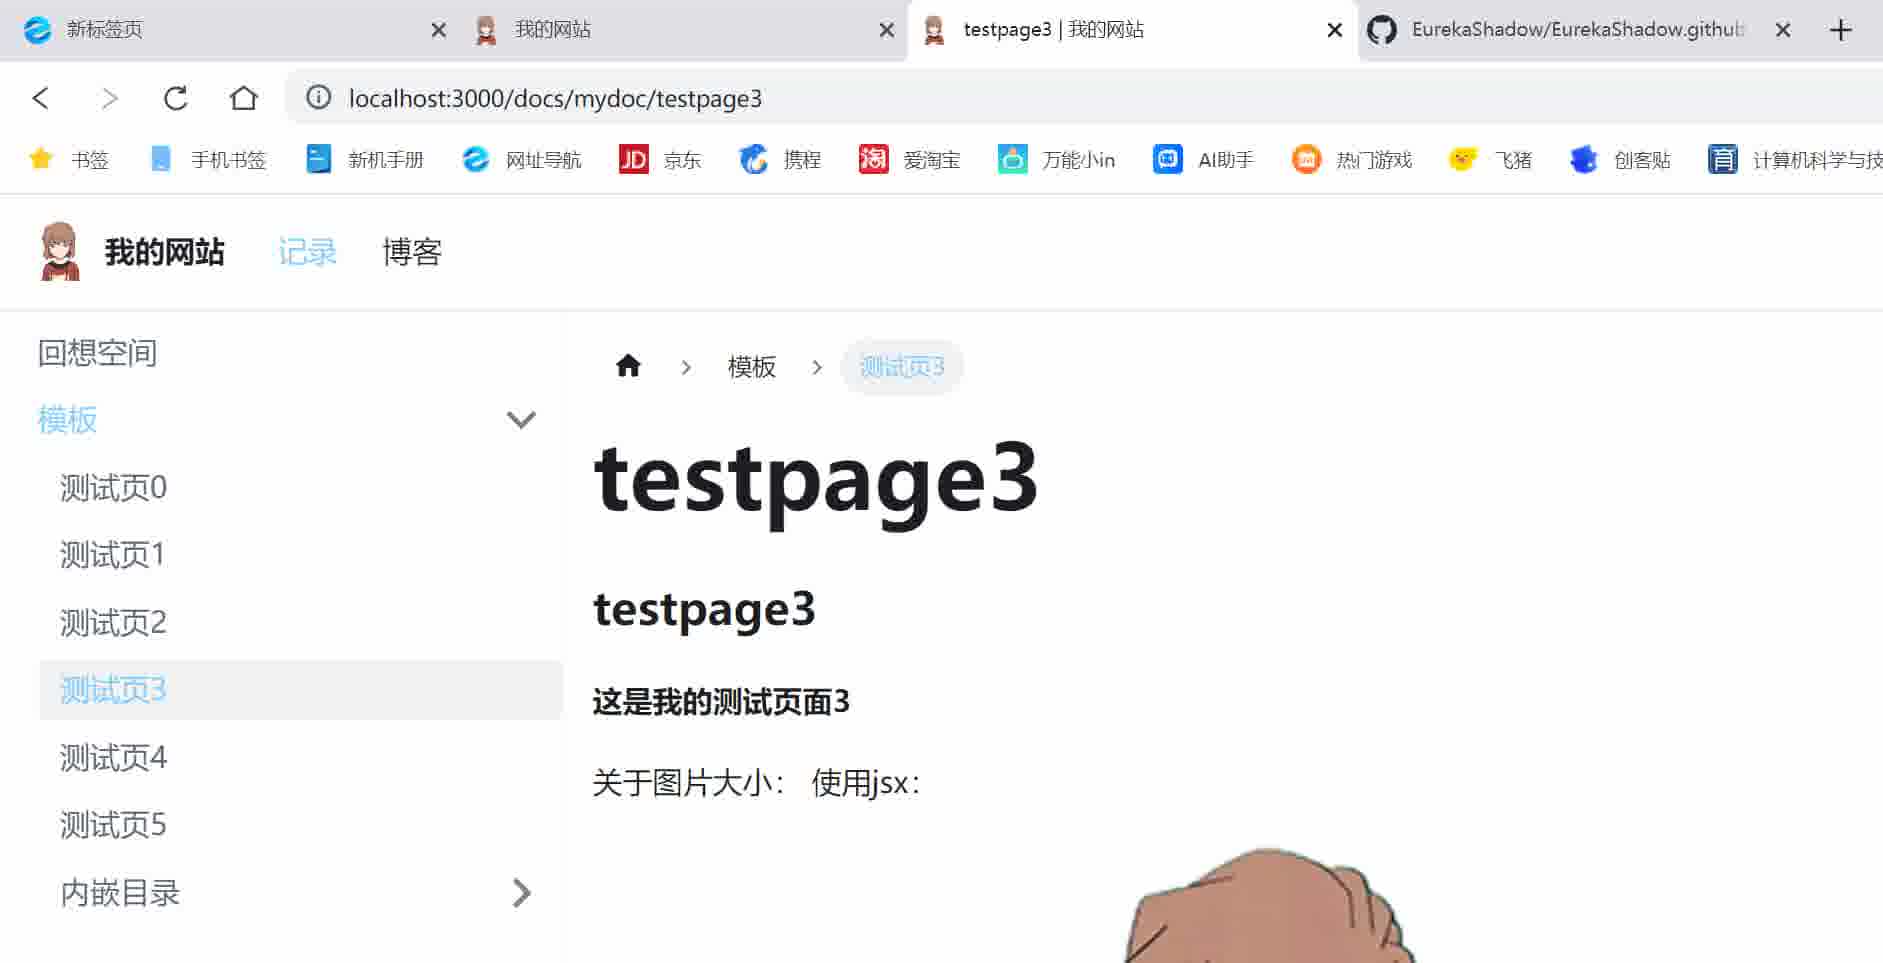 新标签页
我的网站
testpage3 | 我的网站
EurekaShadow/EurekaShadow.github
localhost:3000/docs/mydoc/testpage3
书签 手机书签 新机手册 网址导航 JD 京东 携程 淘 爱淘宝 万能小in AI助手 热门游戏 飞猪 创客贴 育 计算机科学与技
我的网站 记录 博客
回想空间
模板
测试页0
测试页1
测试页2
测试页3
测试页4
测试页5
内嵌目录
模板 测试页3
testpage3
testpage3
这是我的测试页面3
关于图片大小： 使用jsx：